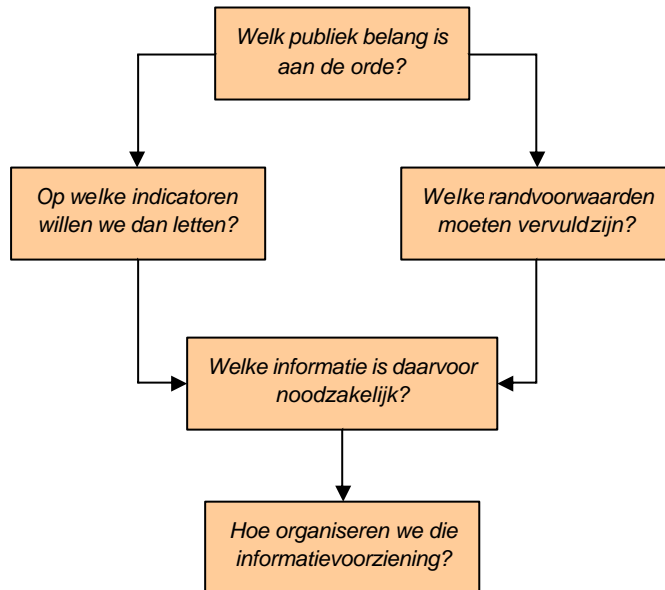 Welk publiek belang is
aan de orde?
Op welke indicatoren
willen we dan letten?
Welke randvoorwaarden
moeten vervuldzijn?
Welke informatie is daarvoor
noodzakelijk?
Hoe organiseren we die
informatievoorziening?